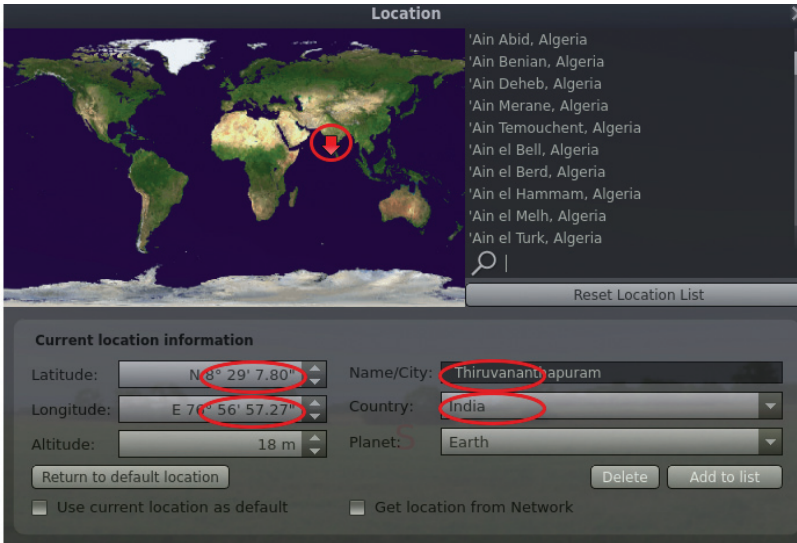 Location
'Ain Abid, Algeria
'Ain Benian, Algeria
'Ain Deheb, Algeria
'Ain Merane, Algeria
'Ain Temouchent, Algeria
'Ain el Bell, Algeria
'Ain el Berd, Algeria
'Ain el Hammam, Algeria
'Ain el Melh, Algeria
'Ain el Turk, Algeria
Reset Location List
Current location information
Latitude: N 8° 29' 7.80" Name/City: Thiruvananthapuram
Longitude: E 76° 56' 57.27" Country: India
Altitude: 18 m Planet: Earth
S
Return to default location Delete Add to list
Use current location as default Get location from Network